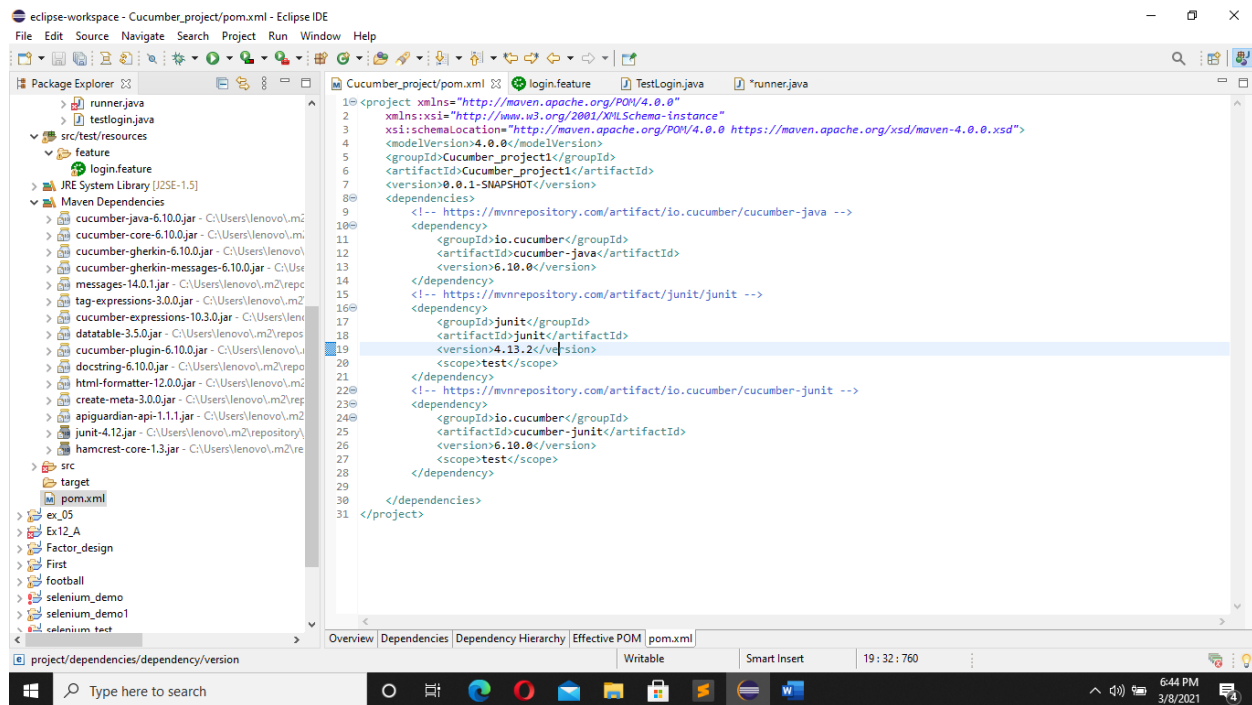 eclipse-workspace - Cucumber_project/pom.xml - Eclipse IDE
File Edit Source Navigate Search Project Run Window Help
Package Explorer
runner.java
testlogin.java
src/test/resources
feature
login.feature
JRE System Library [J2SE-1.5]
Maven Dependencies
cucumber-java-6.10.0.jar - C:\Users\lenovo\.m2
cucumber-core-6.10.0.jar - C:\Users\lenovo\.m2
cucumber-gherkin-6.10.0.jar - C:\Users\lenovo\
cucumber-gherkin-messages-6.10.0.jar - C:\Use
messages-14.0.1.jar - C:\Users\lenovo\.m2\repo
tag-expressions-3.0.0.jar - C:\Users\lenovo\.m2\
cucumber-expressions-10.3.0.jar - C:\Users\leno
datatable-3.5.0.jar - C:\Users\lenovo\.m2\repos
cucumber-plugin-6.10.0.jar - C:\Users\lenovo\.
docstring-6.10.0.jar - C:\Users\lenovo\.m2\repo
html-formatter-12.0.0.jar - C:\Users\lenovo\.m2
create-meta-3.0.0.jar - C:\Users\lenovo\.m2\rep
apiguardian-api-1.1.1.jar - C:\Users\lenovo\.m2
junit-4.12.jar - C:\Users\lenovo\.m2\repository\
hamcrest-core-1.3.jar - C:\Users\lenovo\.m2\re
src
target
pom.xml
ex_05
Ex12_A
Factor_design
First
football
selenium_demo
selenium_demo1
selenium_test
Cucumber_project/pom.xml login.feature TestLogin.java *runner.java
1 <project xmlns="http://maven.apache.org/POM/4.0.0"
2 xmlns:xsi="http://www.w3.org/2001/XMLSchema-instance"
3 xsi:schemaLocation="http://maven.apache.org/POM/4.0.0 https://maven.apache.org/xsd/maven-4.0.0.xsd">
4 <modelVersion>4.0.0</modelVersion>
5 <groupId>Cucumber_project1</groupId>
6 <artifactId>Cucumber_project1</artifactId>
7 <version>0.0.1-SNAPSHOT</version>
8 <dependencies>
9 <!-- https://mvnrepository.com/artifact/io.cucumber/cucumber-java -->
10 <dependency>
11 <groupId>io.cucumber</groupId>
12 <artifactId>cucumber-java</artifactId>
13 <version>6.10.0</version>
14 </dependency>
15 <!-- https://mvnrepository.com/artifact/junit/junit -->
16 <dependency>
17 <groupId>junit</groupId>
18 <artifactId>junit</artifactId>
19 <version>4.13.2</version>
20 <scope>test</scope>
21 </dependency>
22 <!-- https://mvnrepository.com/artifact/io.cucumber/cucumber-junit -->
23 <dependency>
24 <groupId>io.cucumber</groupId>
25 <artifactId>cucumber-junit</artifactId>
26 <version>6.10.0</version>
27 <scope>test</scope>
28 </dependency>
29
30 </dependencies>
31 </project>
Overview Dependencies Dependency Hierarchy Effective POM pom.xml
project/dependencies/dependency/version Writable Smart Insert 19 : 32 : 760
Type here to search
6:44 PM
3/8/2021
4